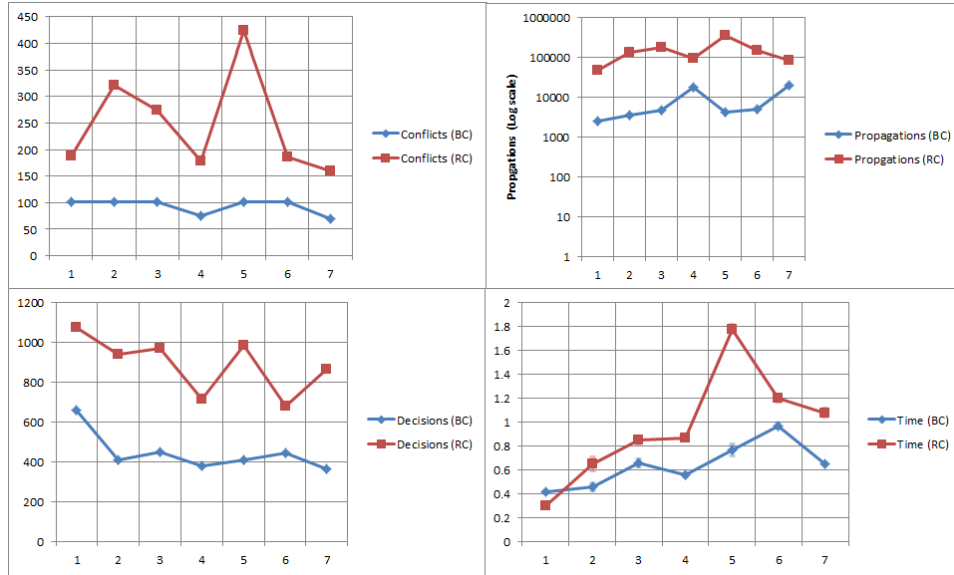 450
400
350
300
250
200
150
100
50
0
1 2 3 4 5 6 7
Conflicts (BC)
Conflicts (RC)
Propgations (Log scale)
1000000
100000
10000
1000
100
10
1
1 2 3 4 5 6 7
Propagations (BC)
Propgations (RC)
1200
1000
800
600
400
200
0
1 2 3 4 5 6 7
Decisions (BC)
Decisions (RC)
2
1.8
1.6
1.4
1.2
1
0.8
0.6
0.4
0.2
0
1 2 3 4 5 6 7
Time (BC)
Time (RC)